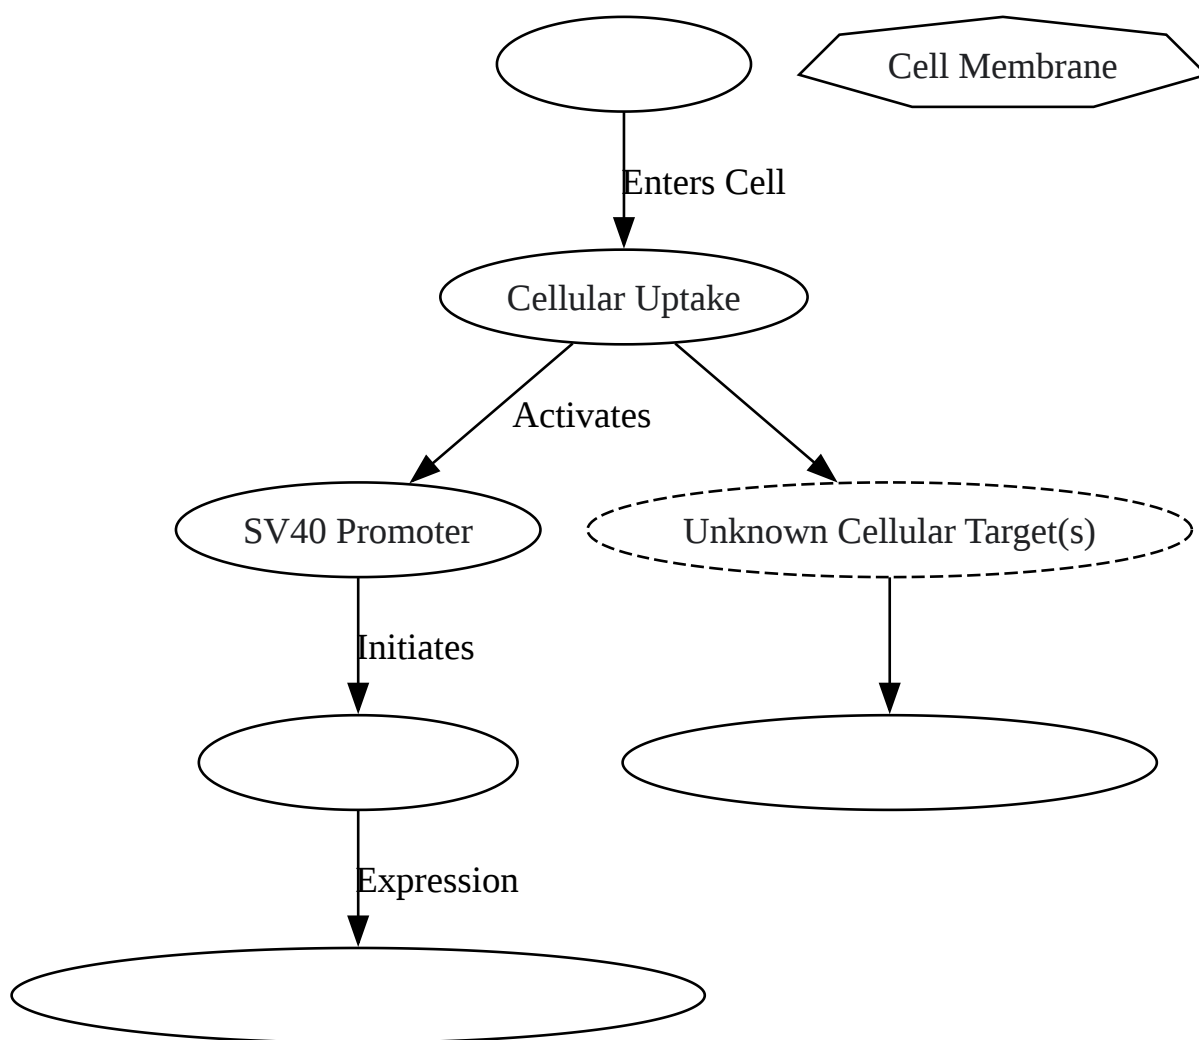 Cell Membrane
Enters Cell
Cellular Uptake
Activates
SV40 Promoter
Unknown Cellular Target(s)
Initiates
Expression